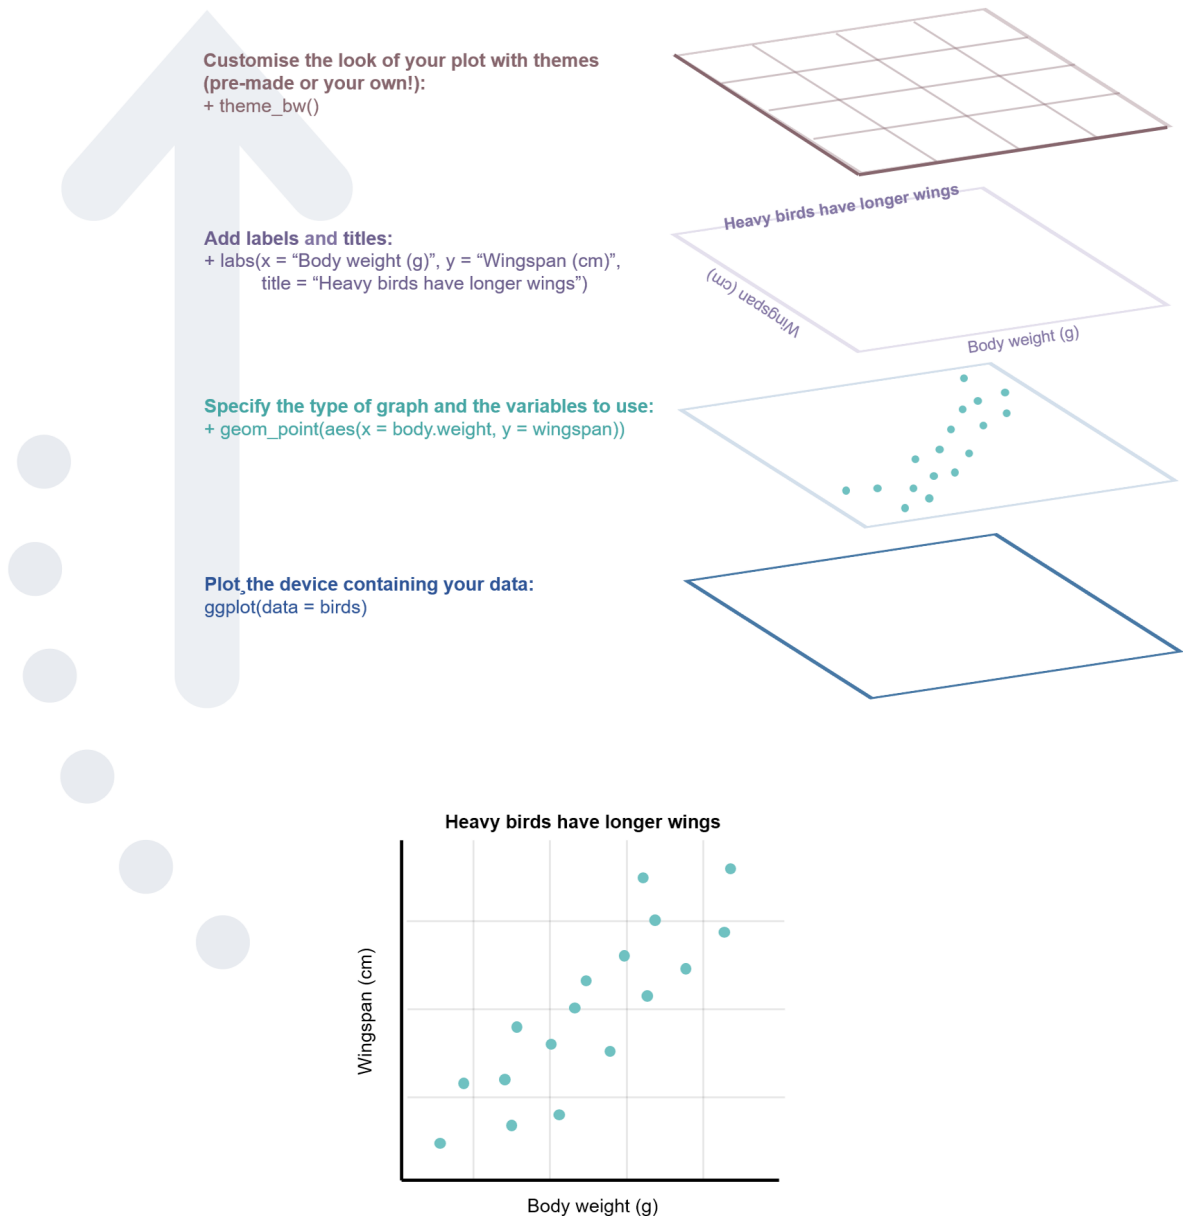 Customise the look of your plot with themes
(pre-made or your own!):
+ theme_bw()
Heavy birds have longer wings
Add labels and titles:
+ labs(x = “Body weight (g)”, y = “Wingspan (cm)”,
title = “Heavy birds have longer wings”)
Wingspan (cm)
Body weight (g)
Specify the type of graph and the variables to use:
+ geom_point(aes(x = body.weight, y = wingspan))
Plot¸the device containing your data:
ggplot(data = birds)
Heavy birds have longer wings
Wingspan (cm)
Body weight (g)